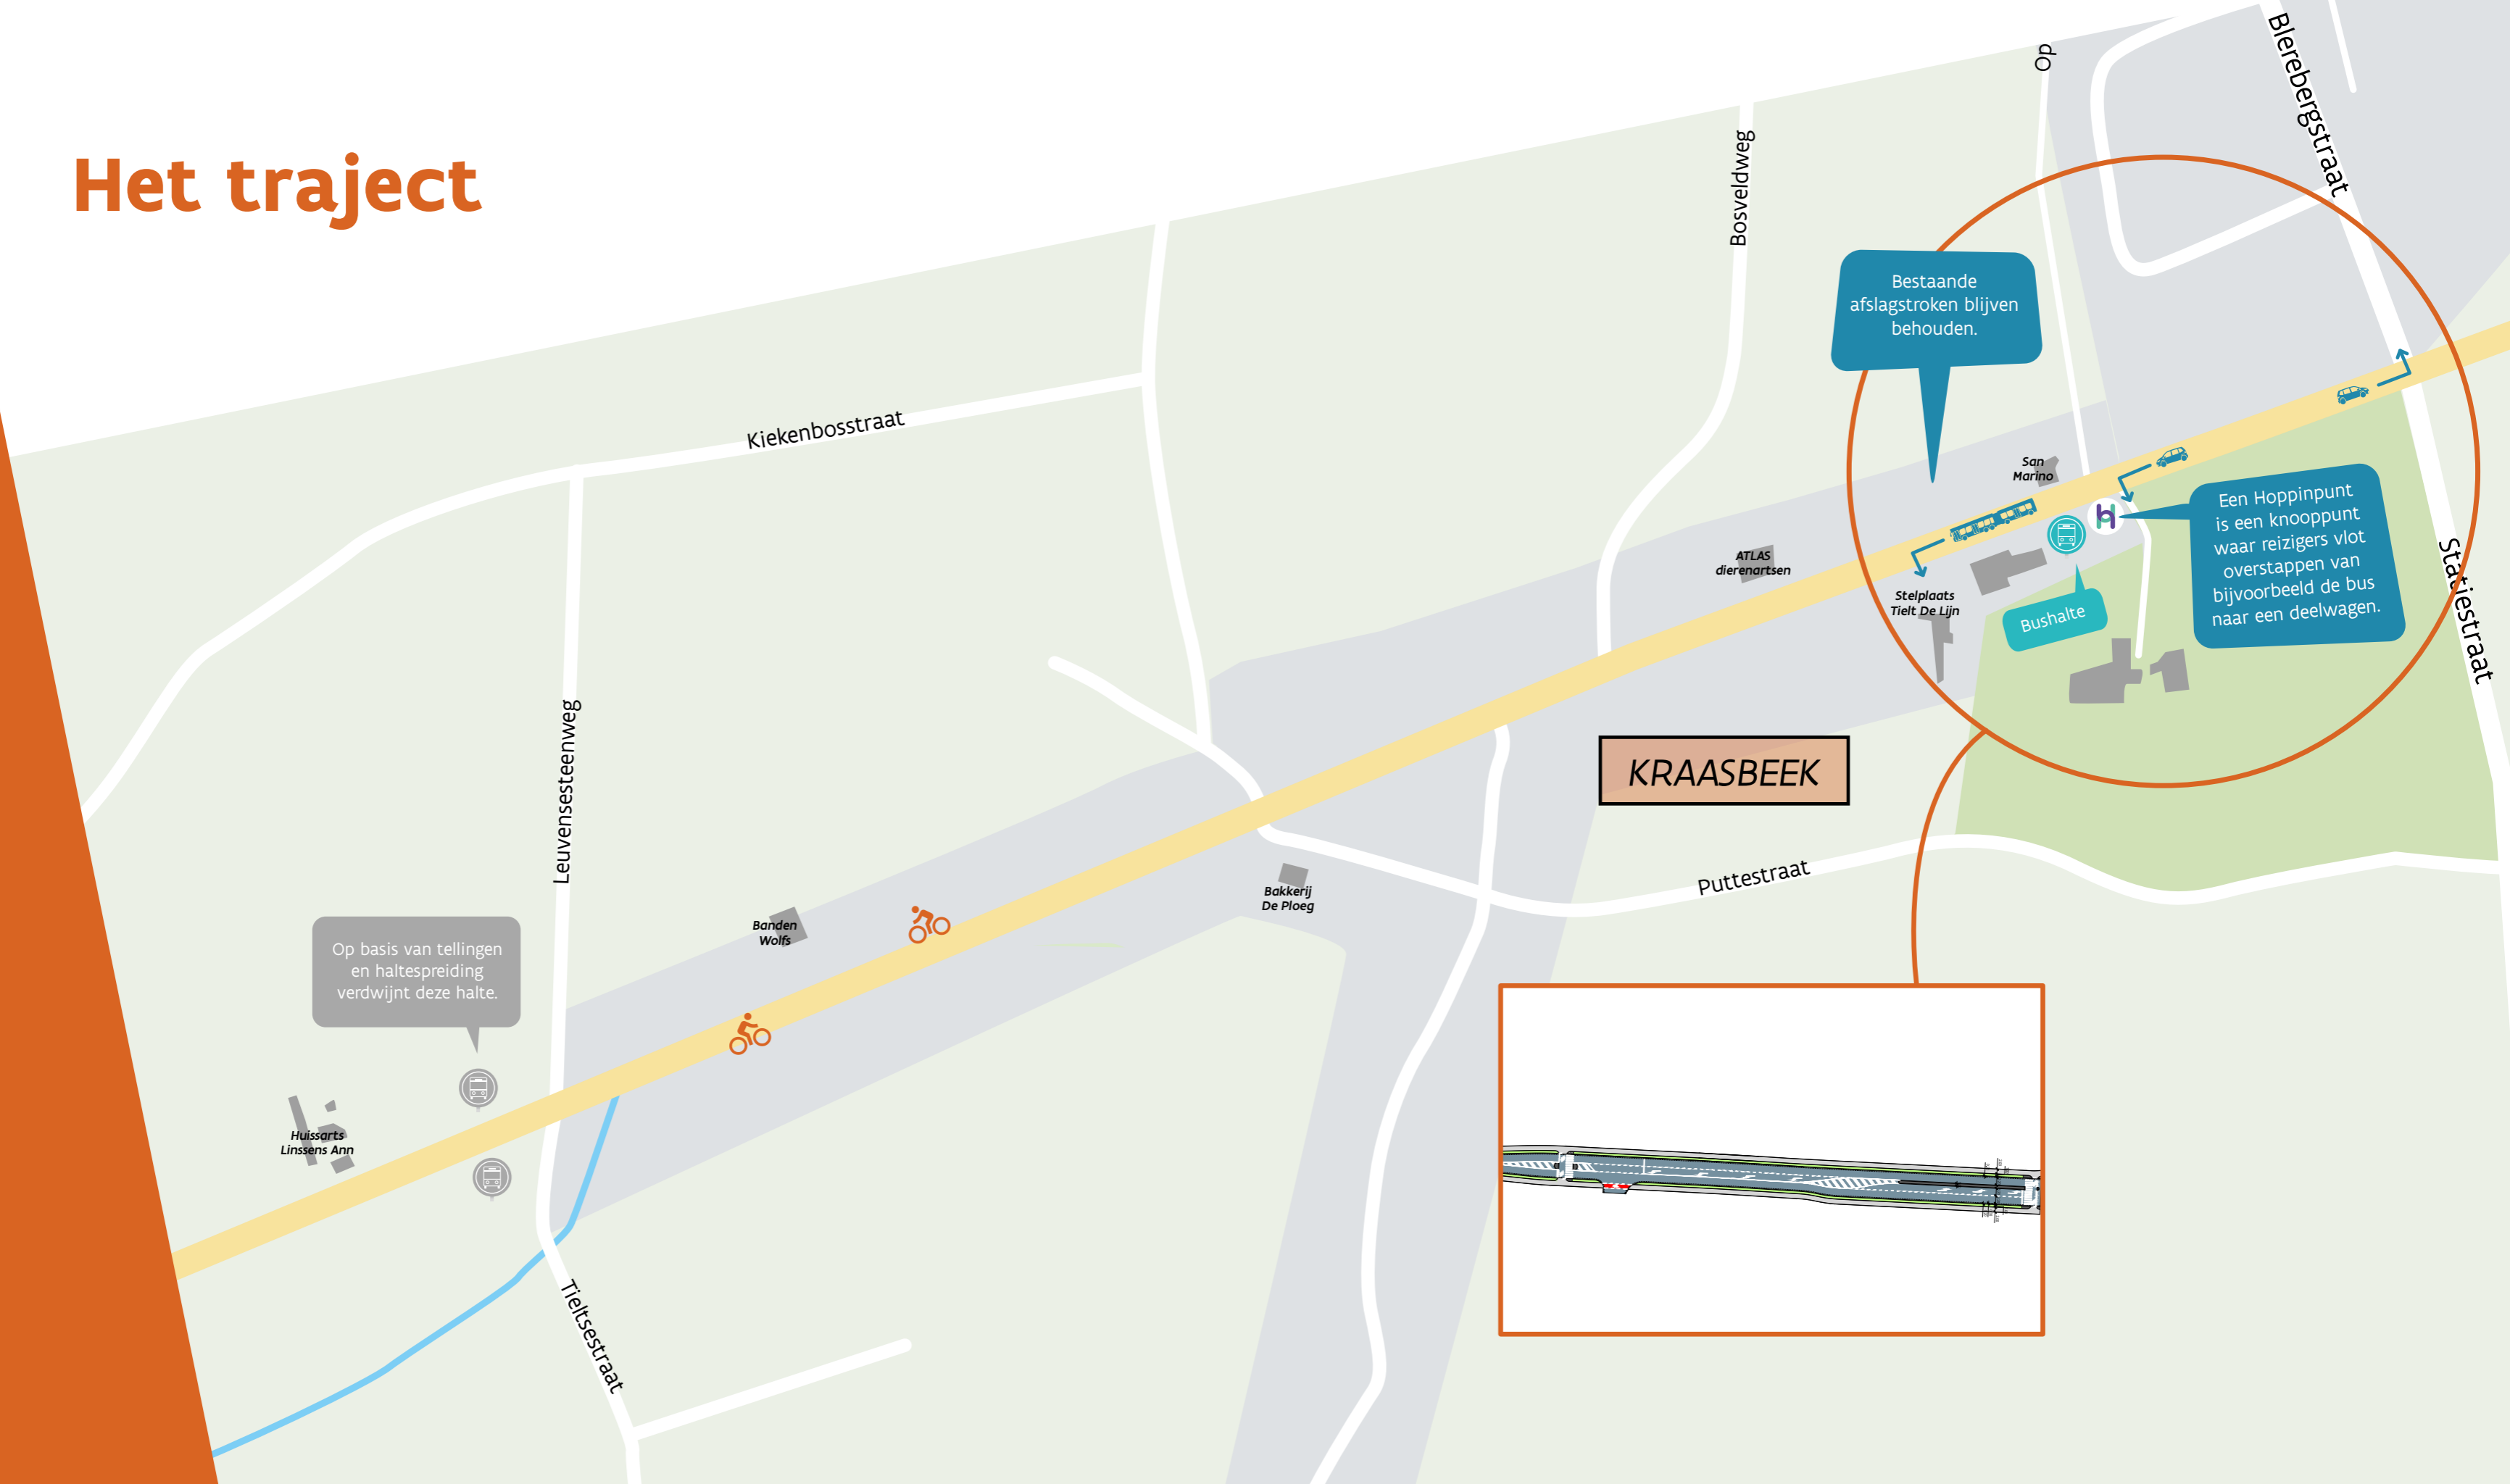 Het traject
Op
Blerebergstraat
Bosveldweg
Bestaande
afslagstroken blijven
behouden.
Kiekenbosstraat
San
Marino
Een Hoppinpunt
is een knooppunt
waar reizigers vlot
overstappen van
bijvoorbeeld de bus
naar een deelwagen.
ATLAS
dierenartsen
Stelplaats
Tielt De Lijn
Bushalte
Statiestraat
Leuvensesteenweg
KRAASBEEK
Puttestraat
Bakkerij
De Ploeg
Banden
Wolfs
Op basis van tellingen
en haltespreiding
verdwijnt deze halte.
Huissarts
Linssens Ann
Tieltsestraat